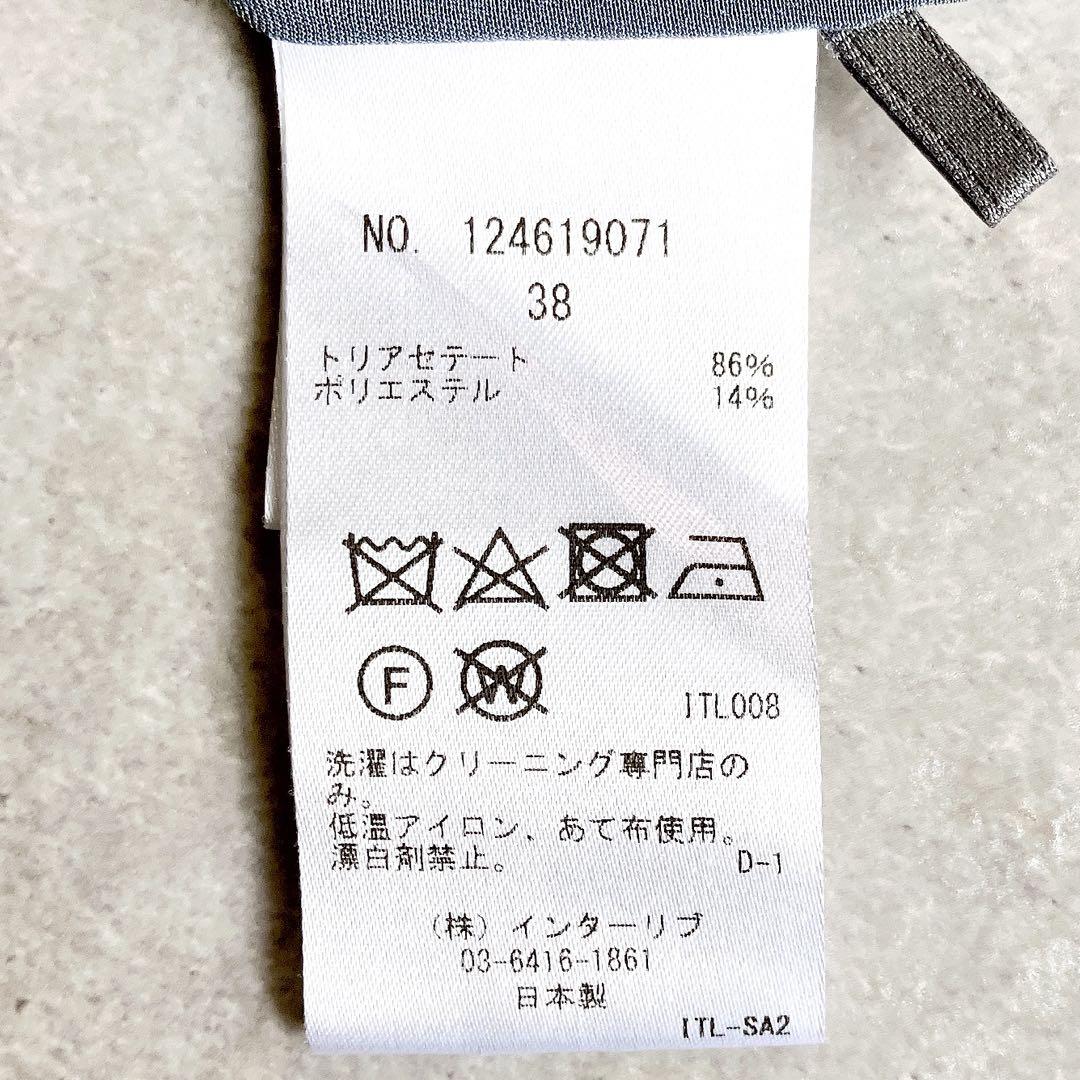 NO. 124619071
38
トリアセテート 86%
ポリエステル 14%
F W
ITL008
洗濯はクリーニング専門店の
み。
低温アイロン、あて布使用。
漂白剤禁止。 D-1
(株)インターリブ
03-6416-1861
日本製
ITL-SA2